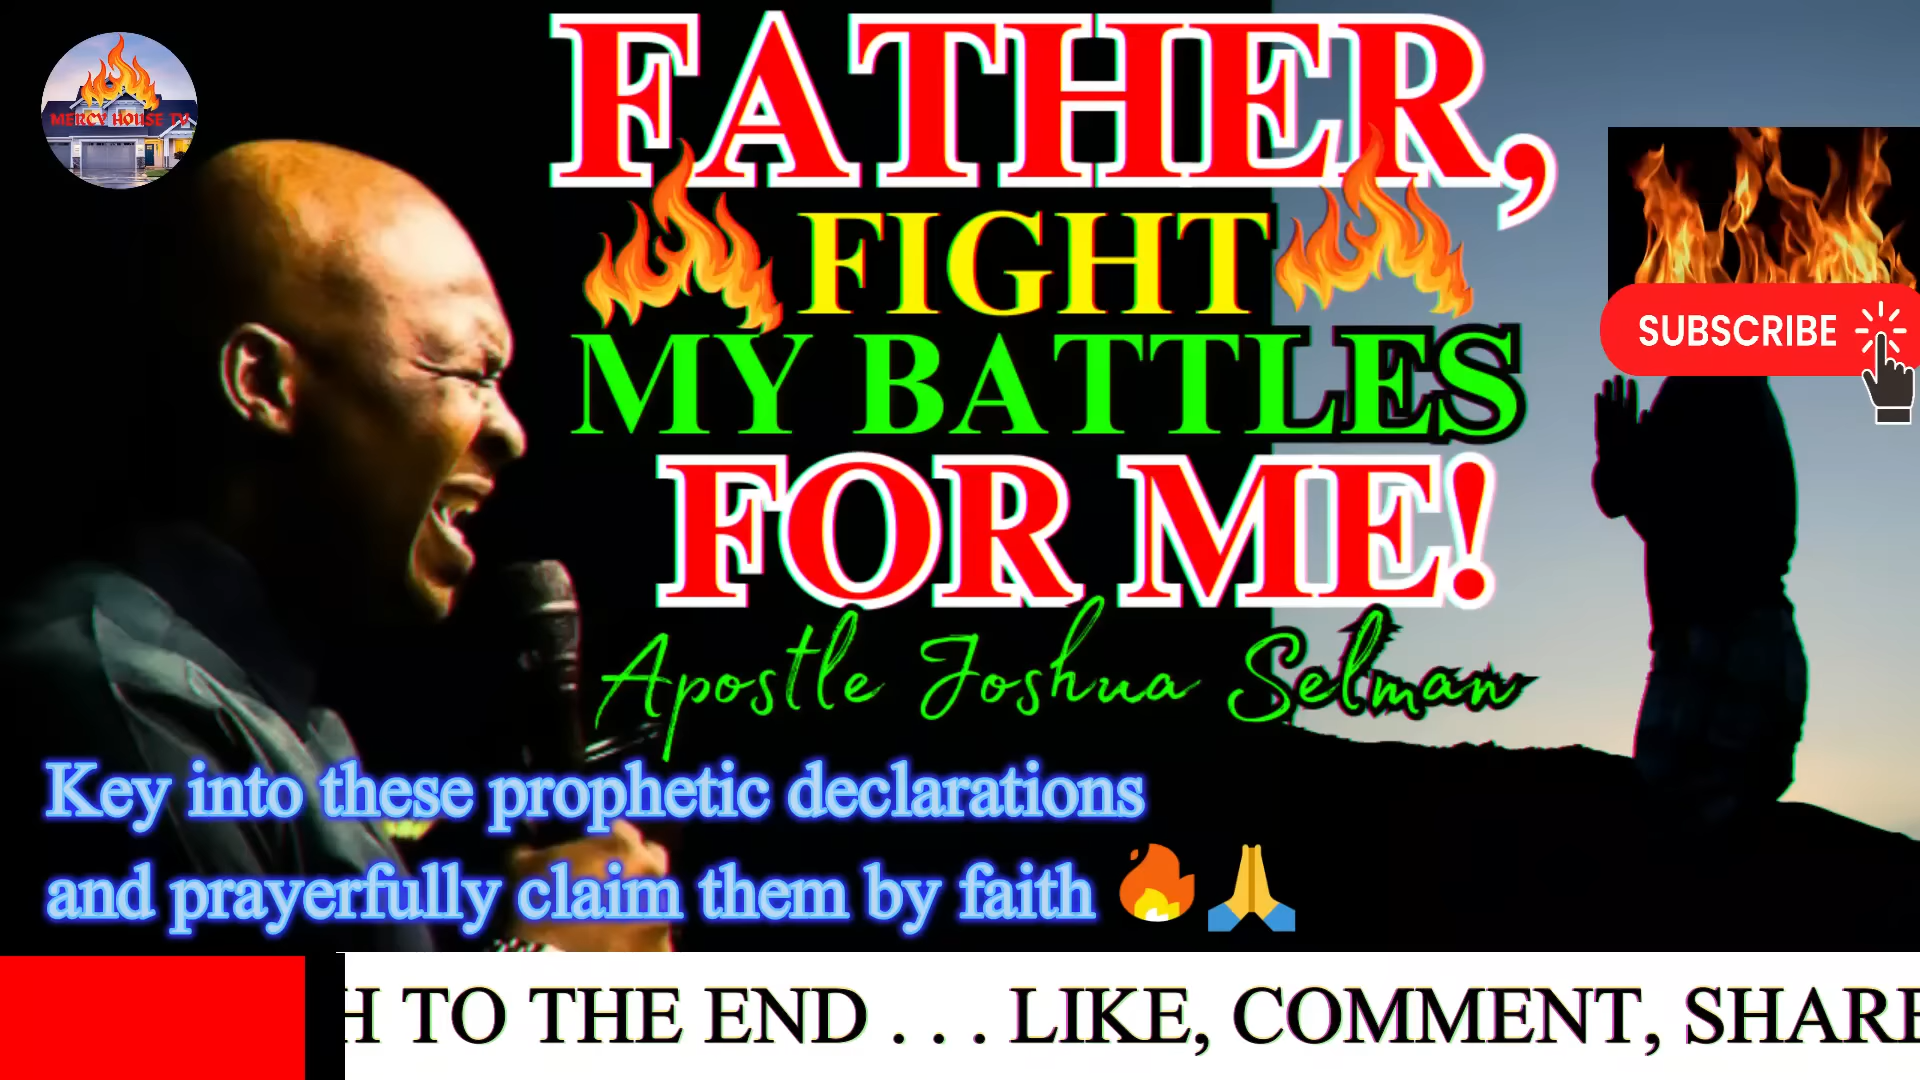 MERCY HOUSE TV
FATHER,
FIGHT
MY BATTLES
FOR ME!
Apostle Joshua Selman
SUBSCRIBE
Key into these prophetic declarations
and prayerfully claim them by faith 🔥🙏
H TO THE END . . . LIKE, COMMENT, SHARE